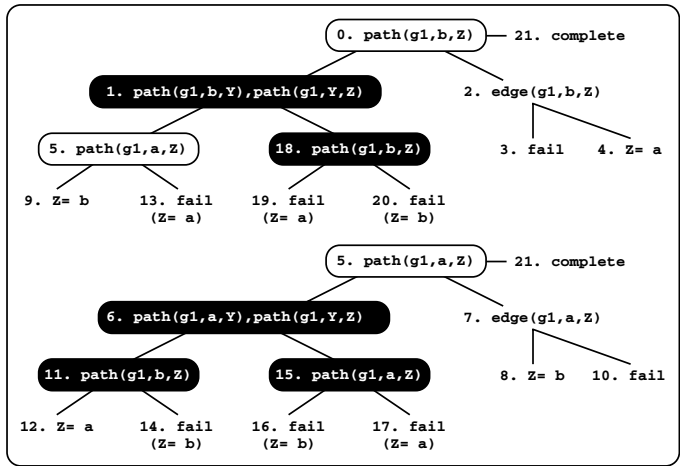 0. path(g1,b,Z) 21. complete
1. path(g1,b,Y),path(g1,Y,Z) 2. edge(g1,b,Z)
5. path(g1,a,Z) 18. path(g1,b,Z) 3. fail 4. Z= a
9. Z= b 13. fail 19. fail 20. fail
(Z= a) (Z= a) (Z= b)
5. path(g1,a,Z) 21. complete
6. path(g1,a,Y),path(g1,Y,Z) 7. edge(g1,a,Z)
11. path(g1,b,Z) 15. path(g1,a,Z) 8. Z= b 10. fail
12. Z= a 14. fail 16. fail 17. fail
(Z= b) (Z= b) (Z= a)